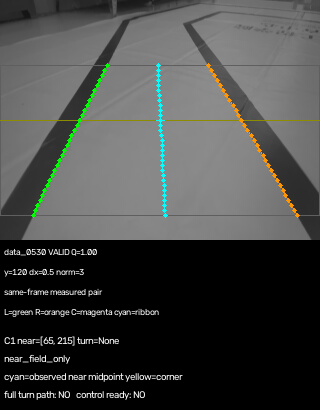 data_0530 VALID Q=1.00
y=120 dx=0.5 norm=3
same-frame measured pair
L=green R=orange C=magenta cyan=ribbon
C1 near=[65, 215] turn=None
near_field_only
cyan=observed near midpoint yellow=corner
full turn path: NO control ready: NO